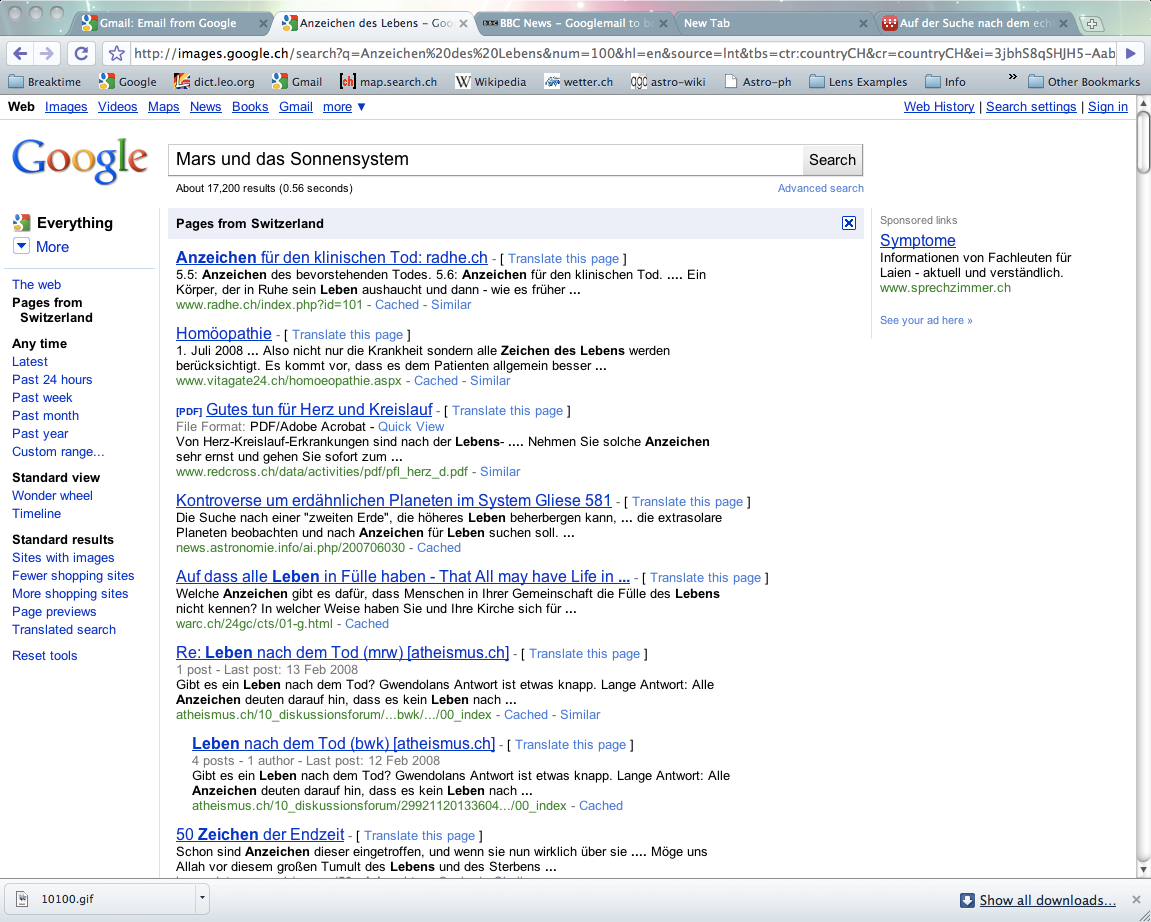 Gmail: Email from Google
Anzeichen des Lebens – Goo
BBC News – Googlemail to b
New Tab
Auf der Suche nach dem ech
http://images.google.ch/search?q=Anzeichen%20des%20Lebens&num=100&hl=en&source=lnt&tbs=ctr:countryCH&cr=countryCH&ei=3jbhS8qSHJH5-Aab
Breaktime Google dict.leo.org Gmail map.search.ch Wikipedia wetter.ch astro-wiki Astro-ph Lens Examples Info » Other Bookmarks
Web Images Videos Maps News Books Gmail more ▼ Web History | Search settings | Sign in
Google
Mars und das Sonnensystem Search
About 17,200 results (0.56 seconds) Advanced search
Everything
More
The web
Pages from
Switzerland
Any time
Latest
Past 24 hours
Past week
Past month
Past year
Custom range...
Standard view
Wonder wheel
Timeline
Standard results
Sites with images
Fewer shopping sites
More shopping sites
Page previews
Translated search
Reset tools
Pages from Switzerland
Anzeichen für den klinischen Tod: radhe.ch - [ Translate this page ]
5.5: Anzeichen des bevorstehenden Todes. 5.6: Anzeichen für den klinischen Tod. .... Ein
Körper, der in Ruhe sein Leben aushaucht und dann - wie es früher ...
www.radhe.ch/index.php?id=101 - Cached - Similar
Homöopathie - [ Translate this page ]
1. Juli 2008 ... Also nicht nur die Krankheit sondern alle Zeichen des Lebens werden
berücksichtigt. Es kommt vor, dass es dem Patienten allgemein besser ...
www.vitagate24.ch/homoeopathie.aspx - Cached - Similar
[PDF] Gutes tun für Herz und Kreislauf - [ Translate this page ]
File Format: PDF/Adobe Acrobat - Quick View
Von Herz-Kreislauf-Erkrankungen sind nach der Lebens- .... Nehmen Sie solche Anzeichen
sehr ernst und gehen Sie sofort zum ...
www.redcross.ch/data/activities/pdf/pfl_herz_d.pdf - Similar
Kontroverse um erdähnlichen Planeten im System Gliese 581 - [ Translate this page ]
Die Suche nach einer "zweiten Erde", die höheres Leben beherbergen kann, ... die extrasolare
Planeten beobachten und nach Anzeichen für Leben suchen soll. ...
news.astronomie.info/ai.php/200706030 - Cached
Auf dass alle Leben in Fülle haben - That All may have Life in ... - [ Translate this page ]
Welche Anzeichen gibt es dafür, dass Menschen in Ihrer Gemeinschaft die Fülle des Lebens
nicht kennen? In welcher Weise haben Sie und Ihre Kirche sich für ...
warc.ch/24gc/cts/01-g.html - Cached
Re: Leben nach dem Tod (mrw) [atheismus.ch] - [ Translate this page ]
1 post - Last post: 13 Feb 2008
Gibt es ein Leben nach dem Tod? Gwendolans Antwort ist etwas knapp. Lange Antwort: Alle
Anzeichen deuten darauf hin, dass es kein Leben nach ...
atheismus.ch/10_diskussionsforum/...bwk/.../00_index - Cached - Similar
Leben nach dem Tod (bwk) [atheismus.ch] - [ Translate this page ]
4 posts - 1 author - Last post: 12 Feb 2008
Gibt es ein Leben nach dem Tod? Gwendolans Antwort ist etwas knapp. Lange Antwort: Alle
Anzeichen deuten darauf hin, dass es kein Leben nach ...
atheismus.ch/10_diskussionsforum/29921120133604.../00_index - Cached
50 Zeichen der Endzeit - [ Translate this page ]
Schon sind Anzeichen dieser eingetroffen, und wenn sie nun wirklich über sie .... Möge uns
Allah vor diesem großen Tumult des Lebens und des Sterbens ...
Sponsored links
Symptome
Informationen von Fachleuten für
Laien - aktuell und verständlich.
www.sprechzimmer.ch
See your ad here »
10100.gif
Show all downloads...